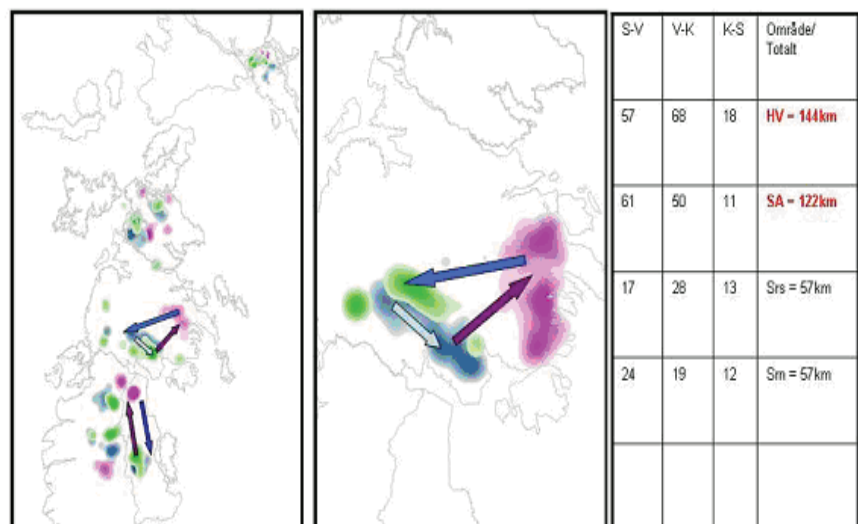 S-V V-K K-S Område/
Totalt
57 68 18 HV = 144km
61 50 11 SA = 122km
17 28 13 Srs = 57km
24 19 12 Sm = 57km